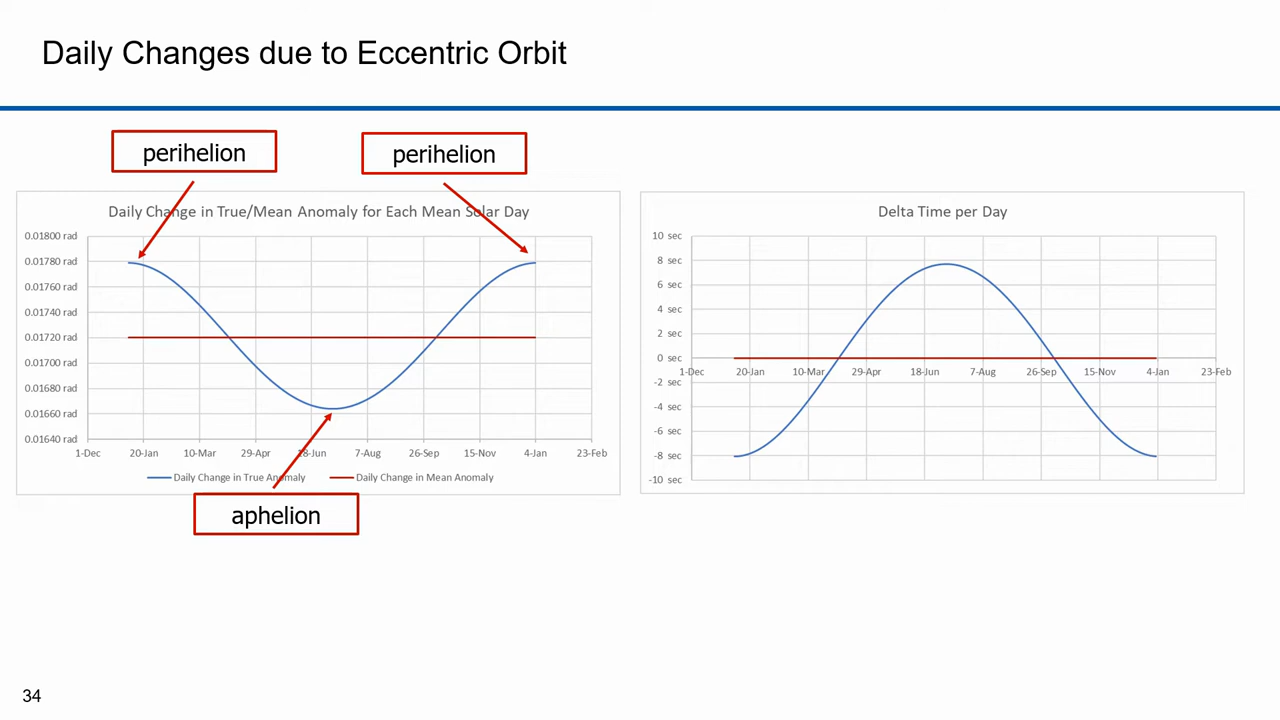 Daily Changes due to Eccentric Orbit
perihelion
perihelion
Daily Change in True/Mean Anomaly for Each Mean Solar Day
0.01800 rad
0.01780 rad
0.01760 rad
0.01740 rad
0.01720 rad
0.01700 rad
0.01680 rad
0.01660 rad
0.01640 rad
1-Dec 20-Jan 10-Mar 29-Apr 18-Jun 7-Aug 26-Sep 15-Nov 4-Jan 23-Feb
Daily Change in True Anomaly Daily Change in Mean Anomaly
aphelion
Delta Time per Day
10 sec
8 sec
6 sec
4 sec
2 sec
0 sec
1-Dec 20-Jan 10-Mar 29-Apr 18-Jun 7-Aug 26-Sep 15-Nov 4-Jan 23-Feb
-2 sec
-4 sec
-6 sec
-8 sec
-10 sec
34